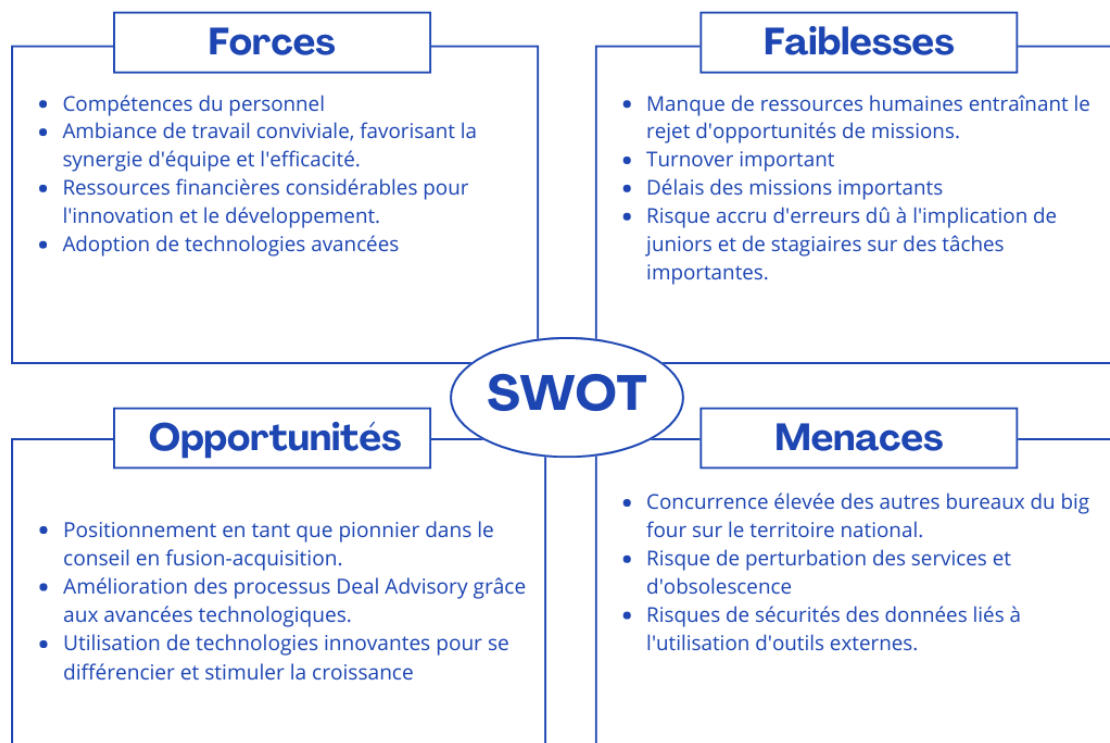 Forces
• Compétences du personnel
• Ambiance de travail conviviale, favorisant la
synergie d'équipe et l'efficacité.
• Ressources financières considérables pour
l'innovation et le développement.
• Adoption de technologies avancées
Faiblesses
• Manque de ressources humaines entraînant le
rejet d'opportunités de missions.
• Turnover important
• Délais des missions importants
• Risque accru d'erreurs dû à l'implication de
juniors et de stagiaires sur des tâches
importantes.
SWOT
Opportunités
• Positionnement en tant que pionnier dans le
conseil en fusion-acquisition.
• Amélioration des processus Deal Advisory grâce
aux avancées technologiques.
• Utilisation de technologies innovantes pour se
différencier et stimuler la croissance
Menaces
• Concurrence élevée des autres bureaux du big
four sur le territoire national.
• Risque de perturbation des services et
d'obsolescence
• Risques de sécurités des données liés à
l'utilisation d'outils externes.